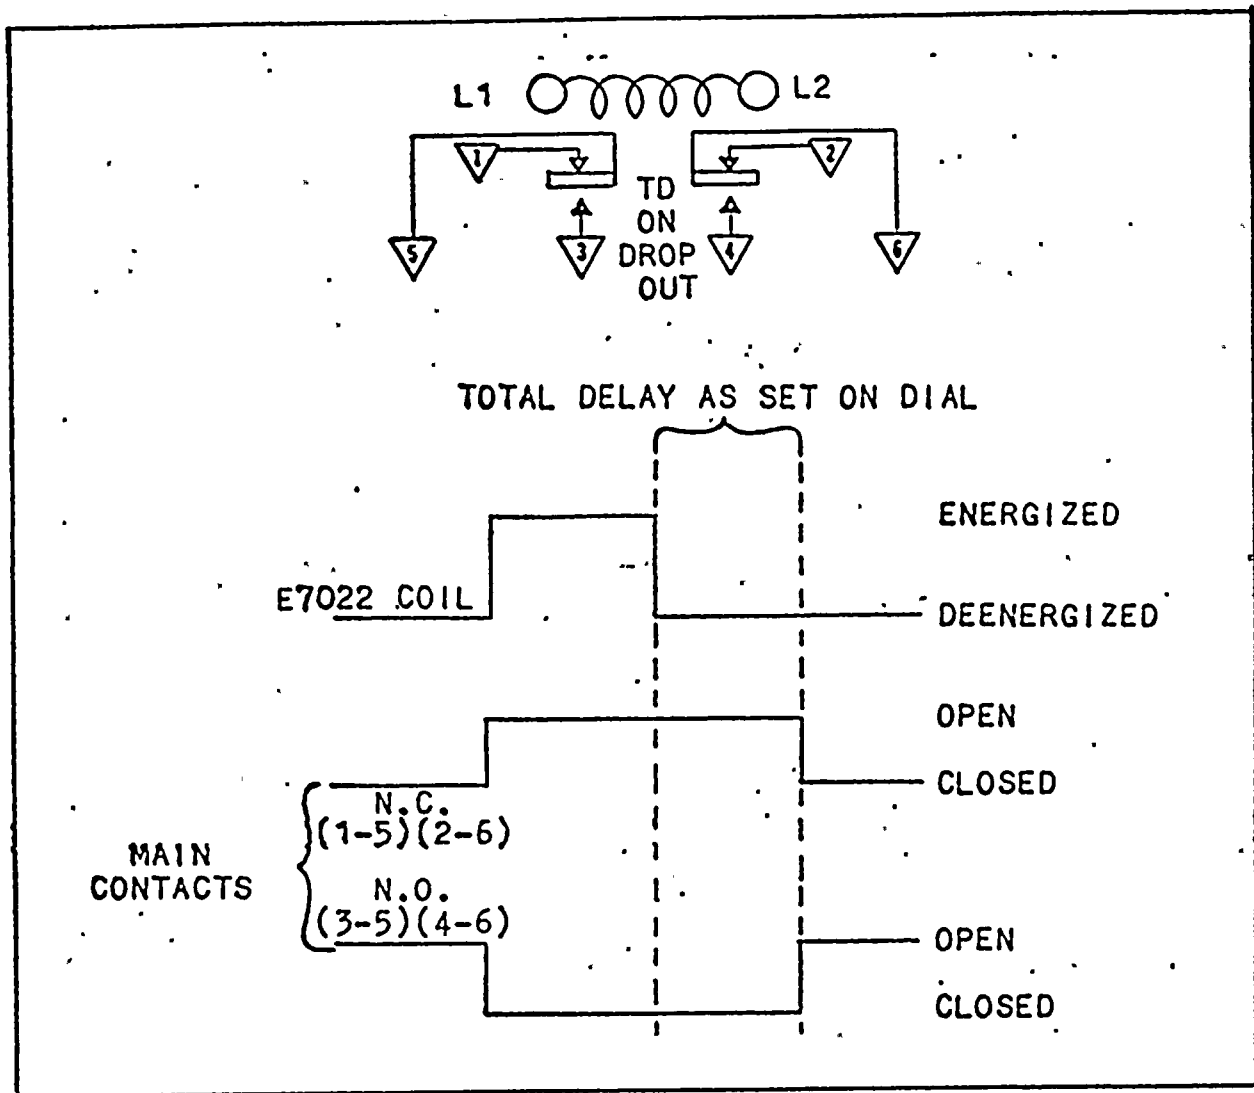 L1 L2
1 2
5 3 4 6
TD
ON
DROP
OUT
TOTAL DELAY AS SET ON DIAL
ENERGIZED
E7022 COIL
DEENERGIZED
OPEN
CLOSED
N.C.
(1-5)(2-6)
MAIN
CONTACTS
N.O.
(3-5)(4-6)
OPEN
CLOSED